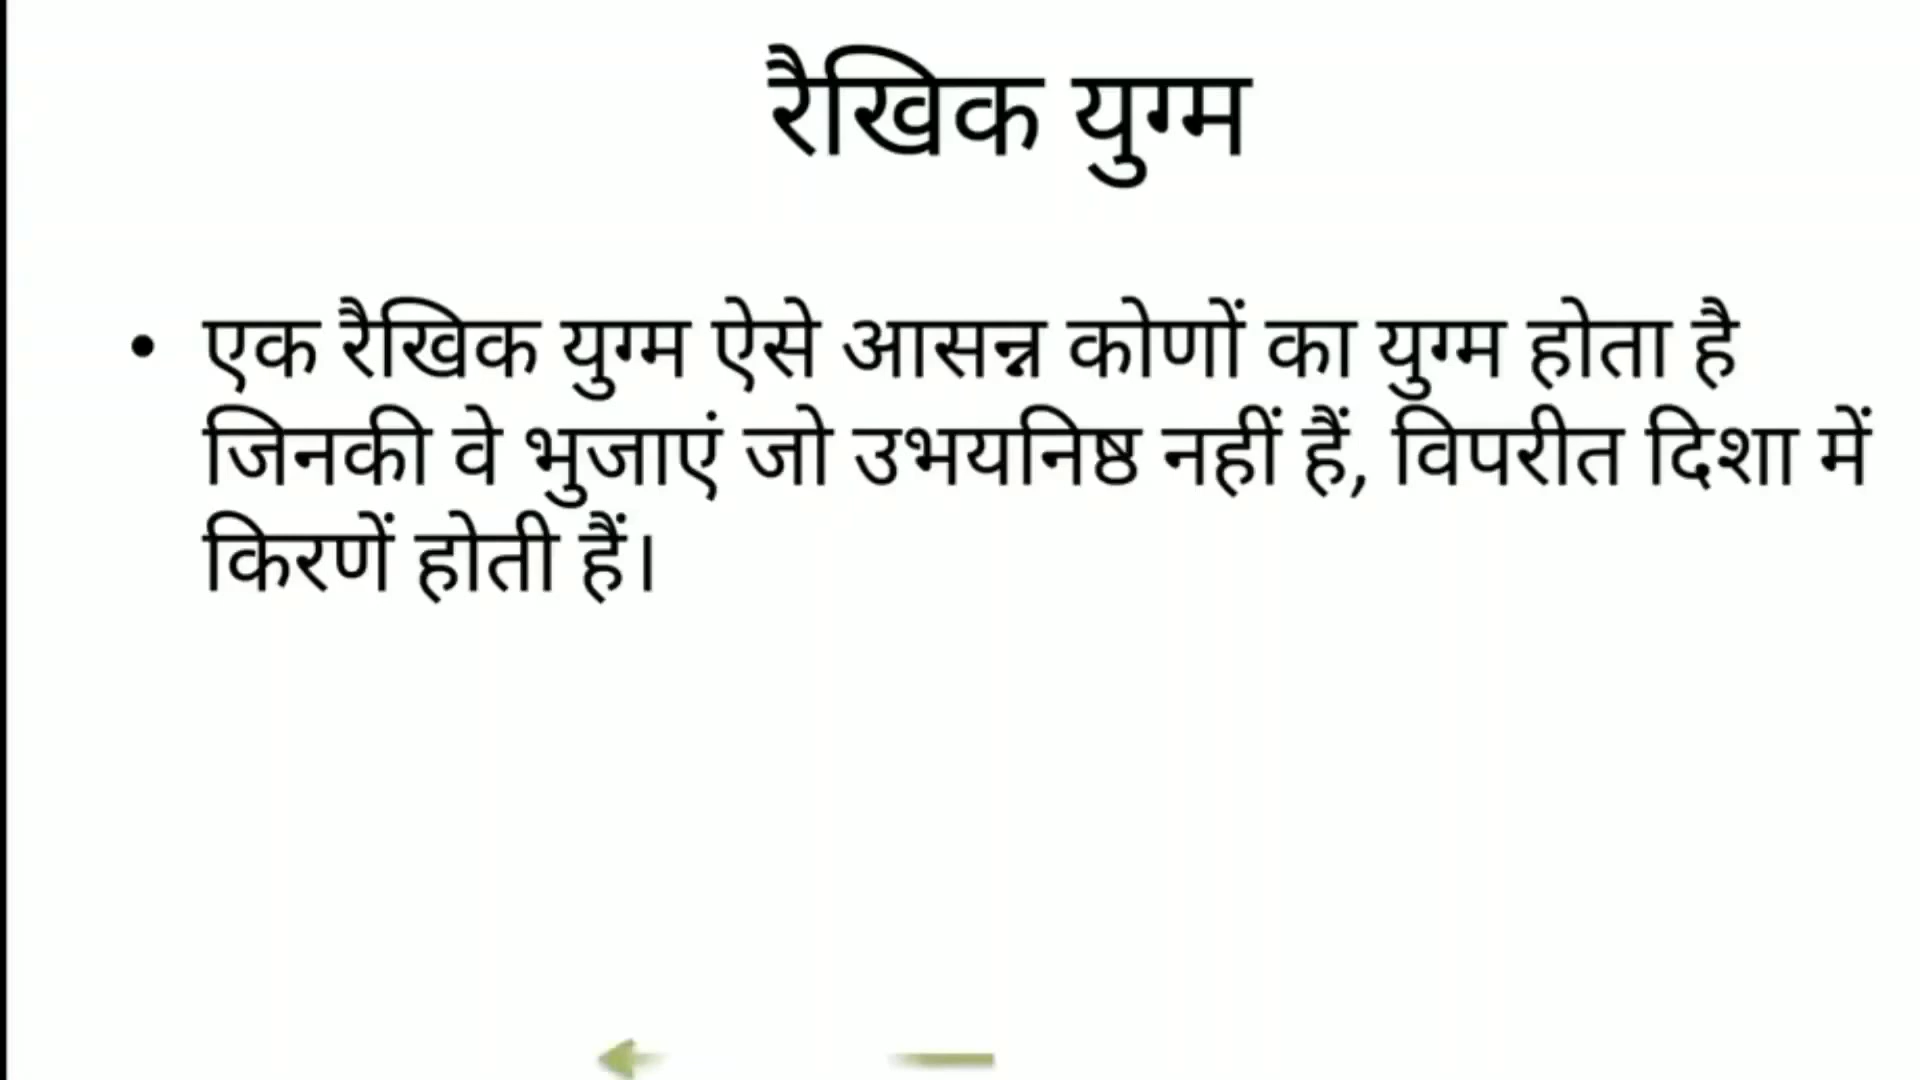 रैखिक युग्म
• एक रैखिक युग्म ऐसे आसन्न कोणों का युग्म होता है
जिनकी वे भुजाएं जो उभयनिष्ठ नहीं हैं, विपरीत दिशा में
किरणें होती हैं।